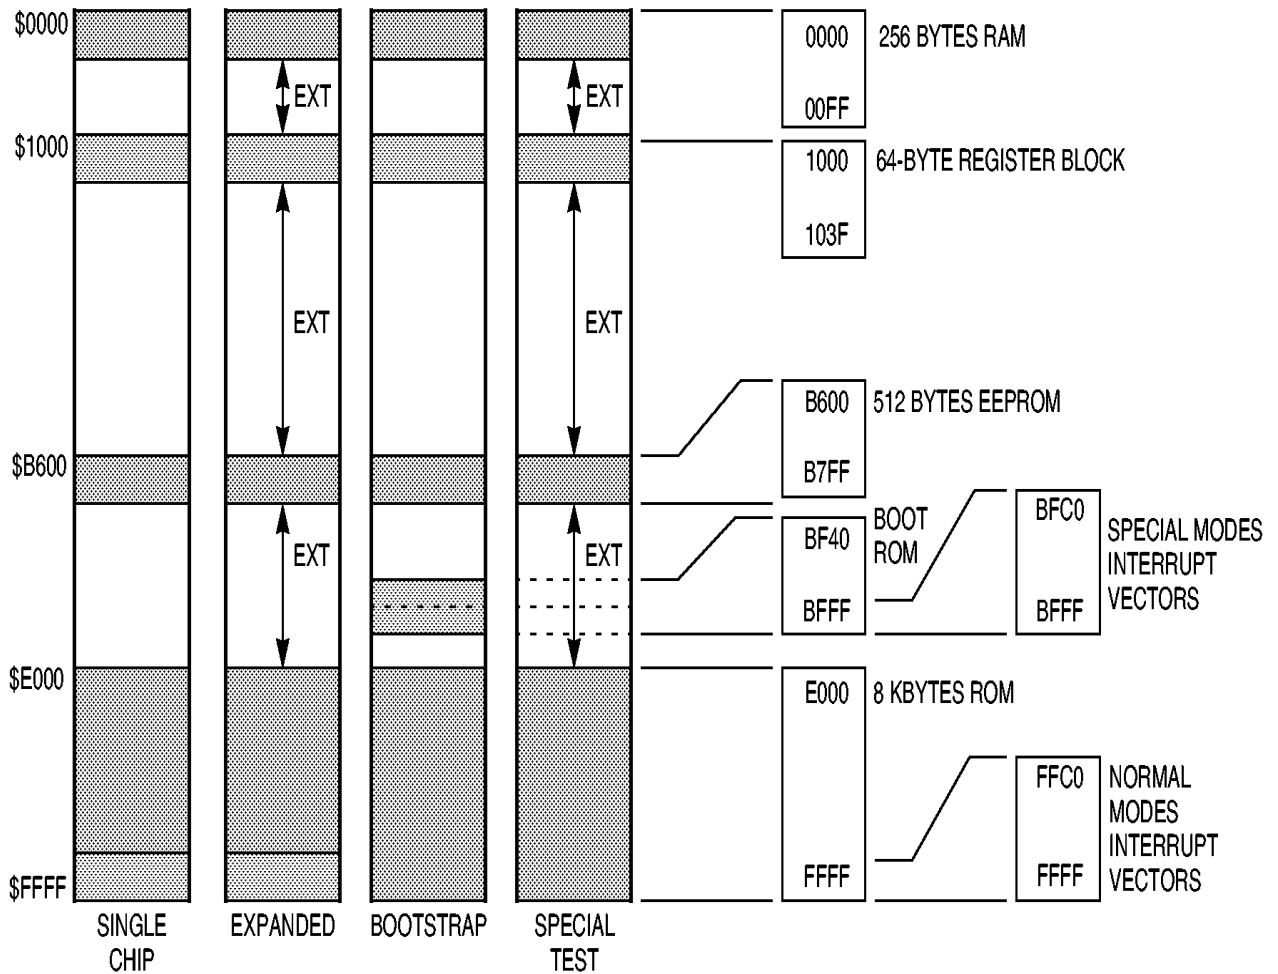 $0000
0000 256 BYTES RAM
EXT EXT
00FF
$1000
1000 64-BYTE REGISTER BLOCK
103F
EXT EXT
B600 512 BYTES EEPROM
$B600
B7FF
BFC0
BOOT
ROM
BF40
SPECIAL MODES
INTERRUPT
VECTORS
EXT EXT
BFFF
BFFF
$E000
E000 8 KBYTES ROM
FFC0
NORMAL
MODES
INTERRUPT
VECTORS
$FFFF
FFFF
FFFF
SINGLE
CHIP
EXPANDED
BOOTSTRAP
SPECIAL
TEST